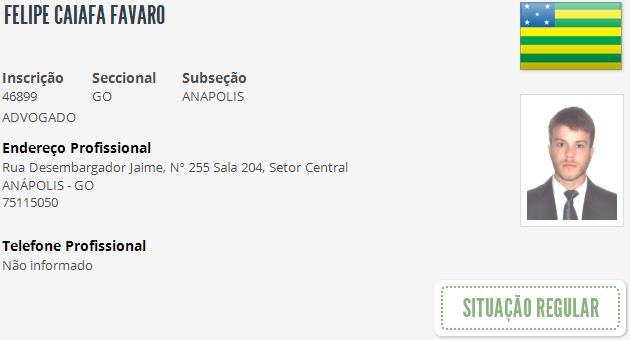 FELIPE CAIAFA FAVARO
Inscrição Seccional Subseção
46899 GO ANAPOLIS
ADVOGADO
Endereço Profissional
Rua Desembargador Jaime, Nº 255 Sala 204, Setor Central
ANÁPOLIS - GO
75115050
Telefone Profissional
Não informado
SITUAÇÃO REGULAR